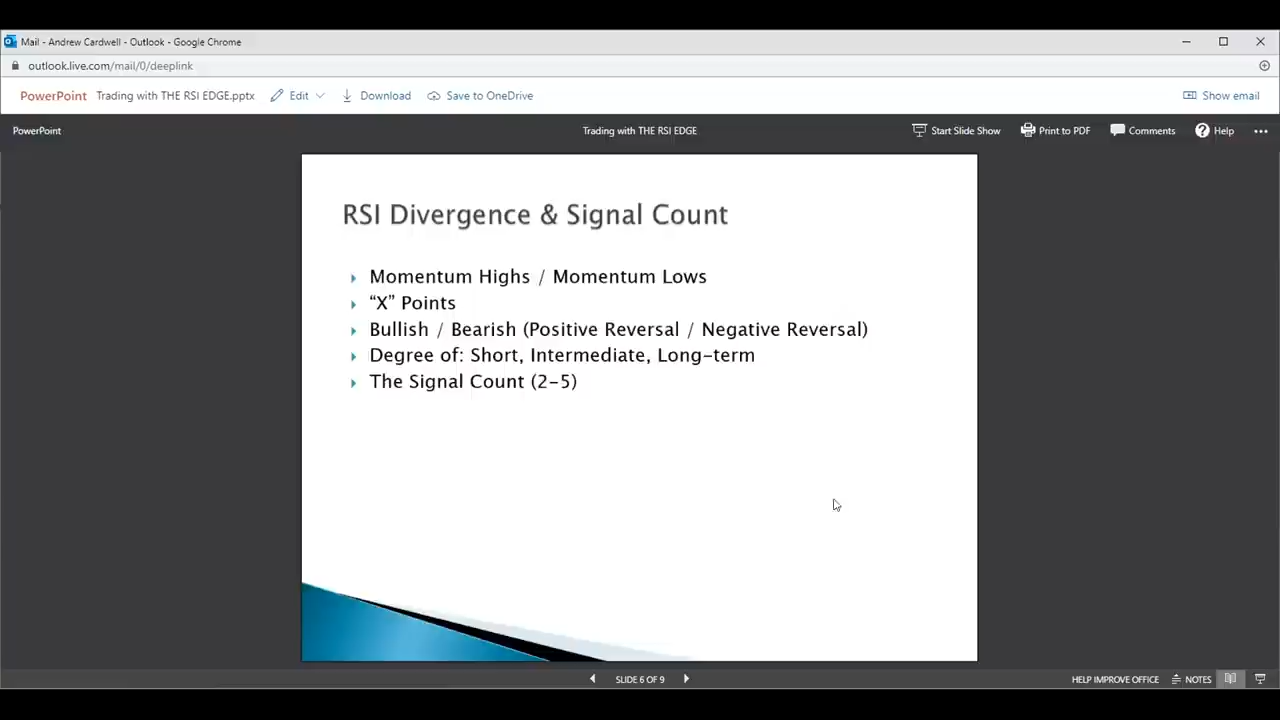 Mail - Andrew Cardwell - Outlook - Google Chrome
outlook.live.com/mail/0/deeplink
PowerPoint Trading with THE RSI EDGE.pptx Edit Download Save to OneDrive Show email
PowerPoint Trading with THE RSI EDGE Start Slide Show Print to PDF Comments Help
RSI Divergence & Signal Count
Momentum Highs / Momentum Lows
“X” Points
Bullish / Bearish (Positive Reversal / Negative Reversal)
Degree of: Short, Intermediate, Long-term
The Signal Count (2-5)
SLIDE 6 OF 9 HELP IMPROVE OFFICE NOTES